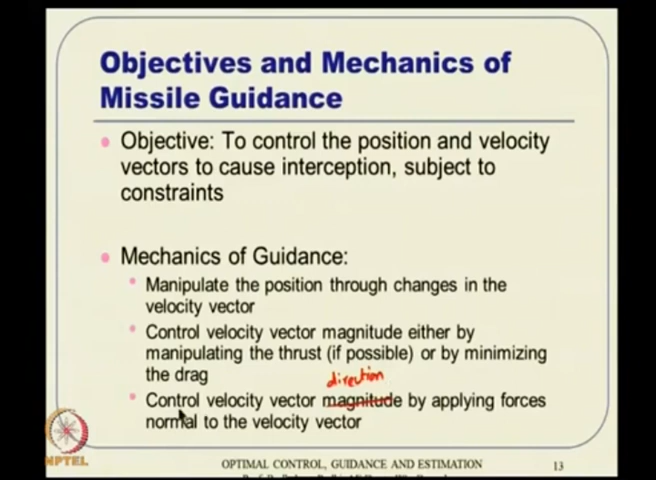 Objectives and Mechanics of
Missile Guidance
Objective: To control the position and velocity
vectors to cause interception, subject to
constraints
Mechanics of Guidance:
Manipulate the position through changes in the
velocity vector
Control velocity vector magnitude either by
manipulating the thrust (if possible) or by minimizing
the drag
direction
Control velocity vector magnitude by applying forces
normal to the velocity vector
NPTEL
OPTIMAL CONTROL, GUIDANCE AND ESTIMATION
13